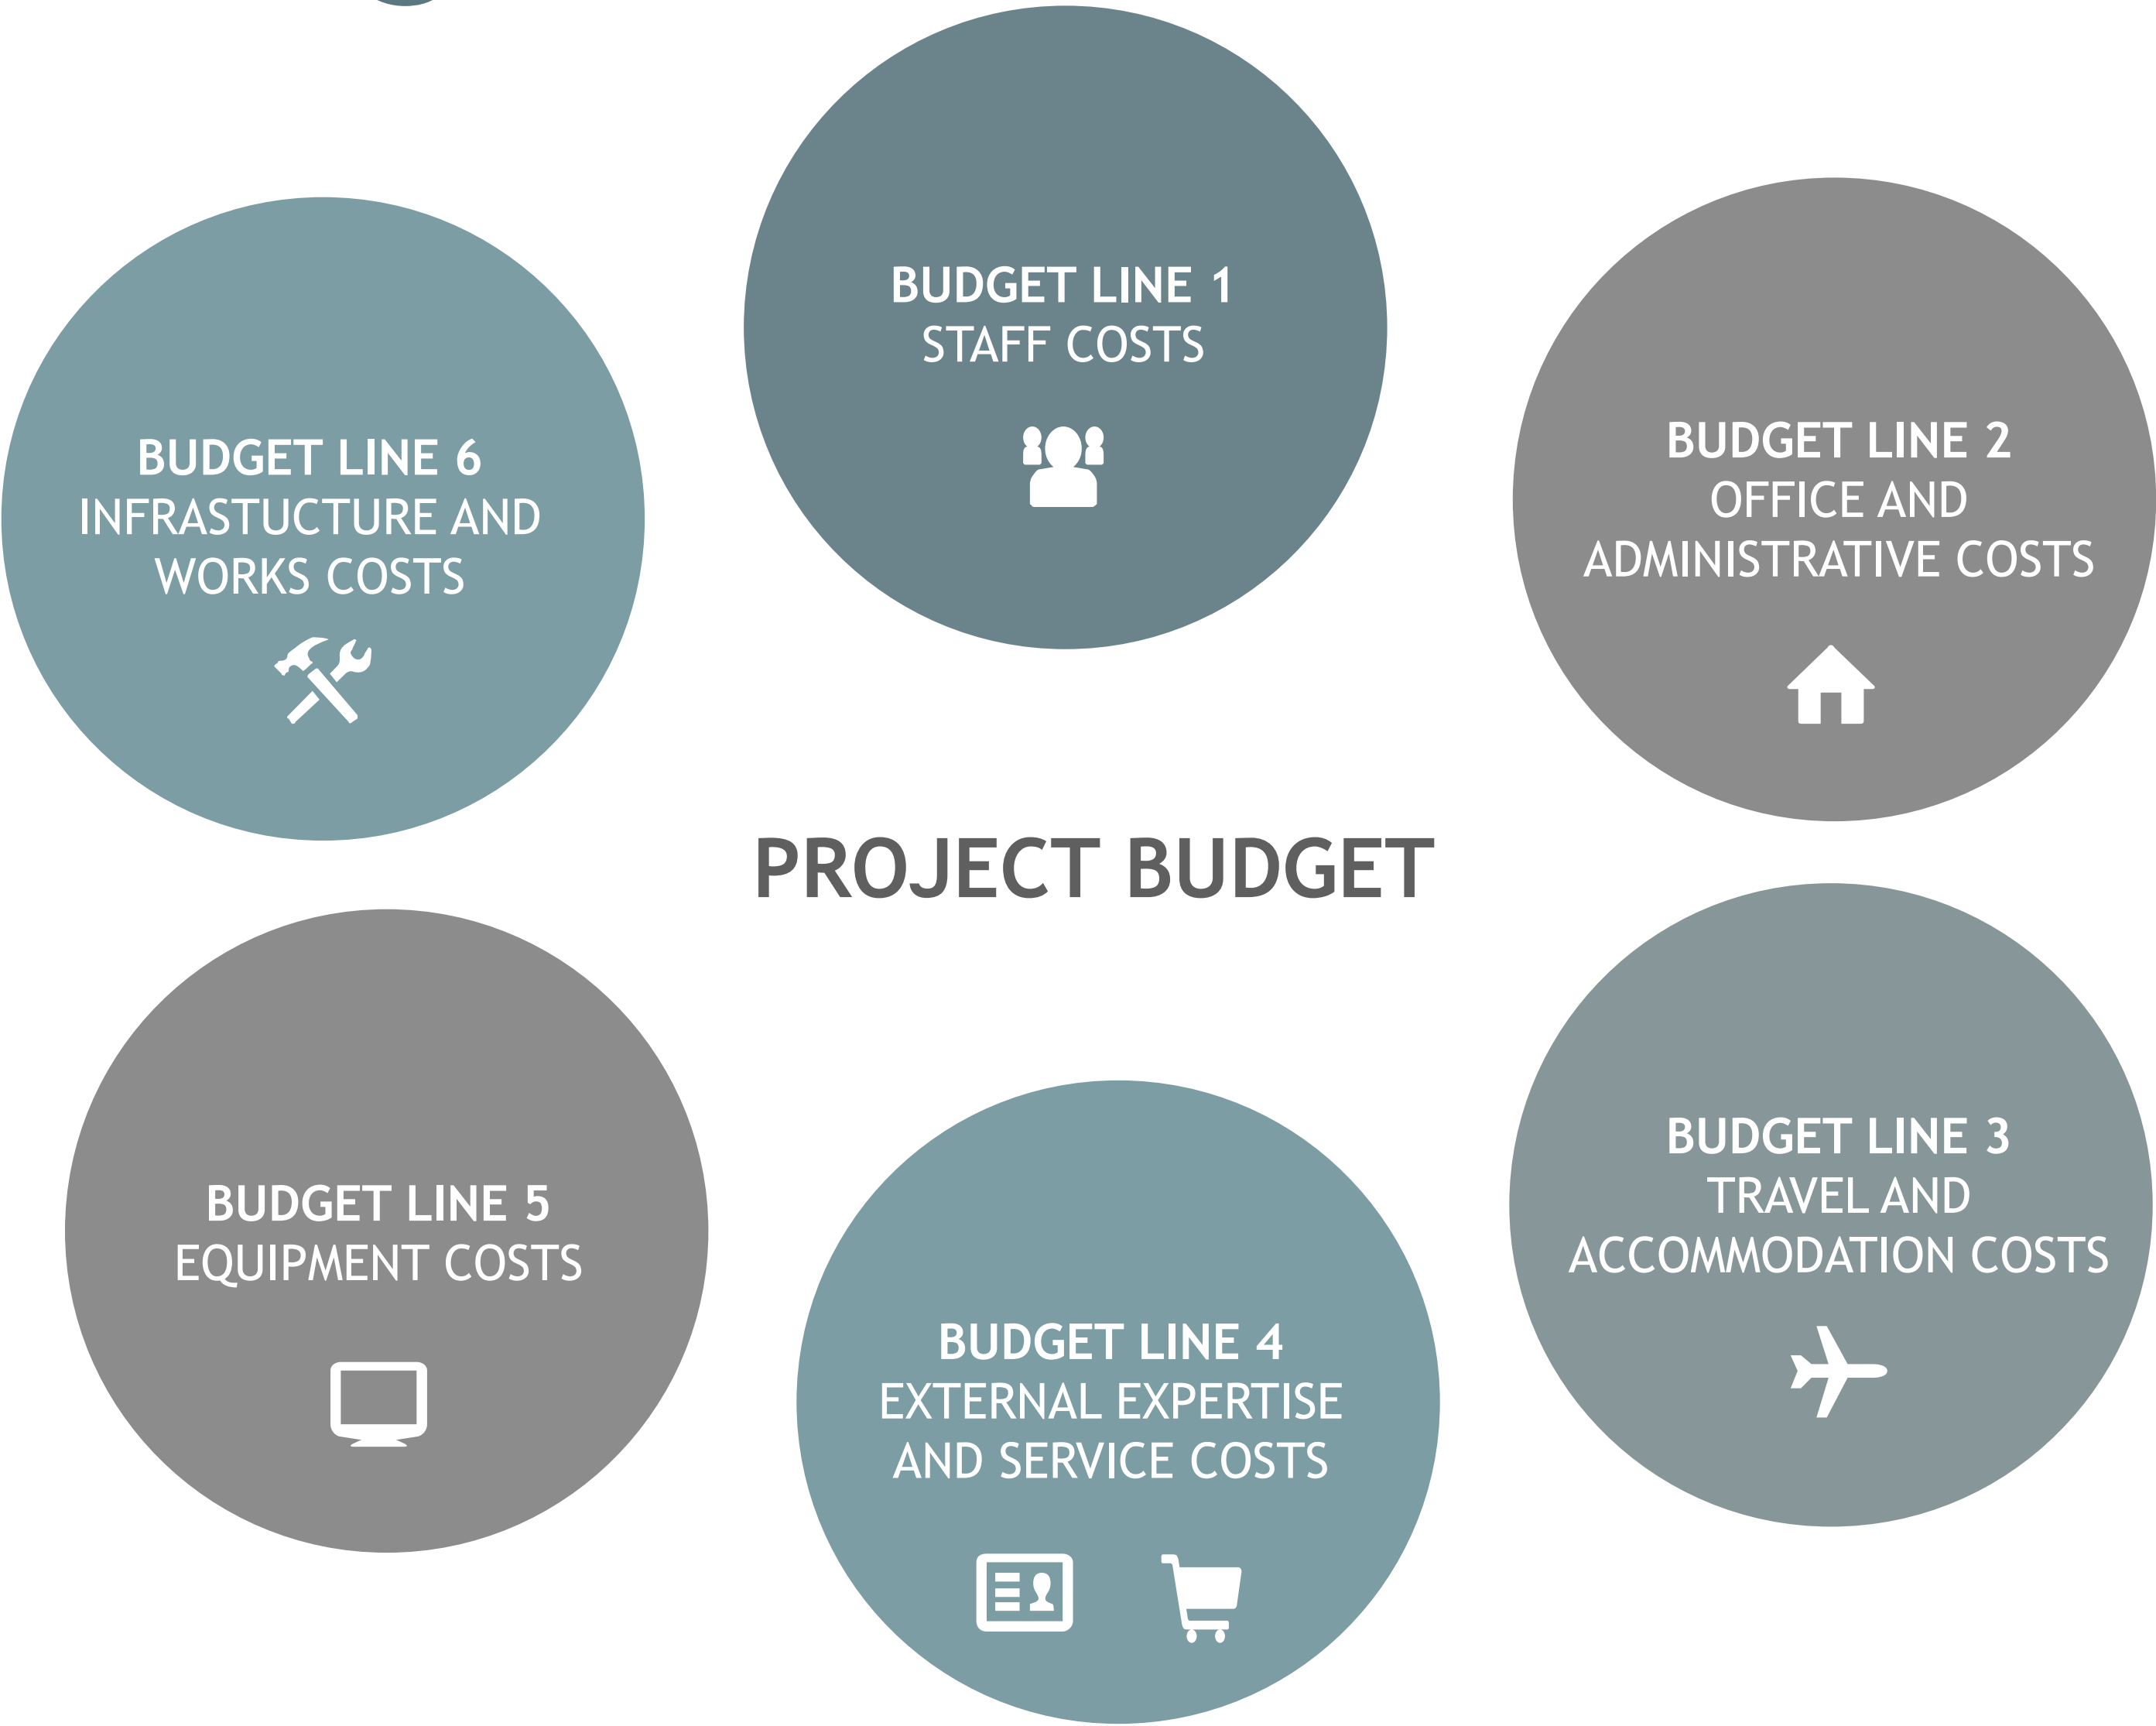 BUDGET LINE 1
STAFF COSTS
BUDGET LINE 2
OFFICE AND
ADMINISTRATIVE COSTS
BUDGET LINE 6
INFRASTUCTURE AND
WORKS COSTS
PROJECT BUDGET
BUDGET LINE 3
TRAVEL AND
ACCOMWODATION COSTS
BUDGET LINE 5
EQUIPMENT COSTS
BUDGET LINE 4
EXTERNAL EXPERTISE
AND SERVICE COSTS